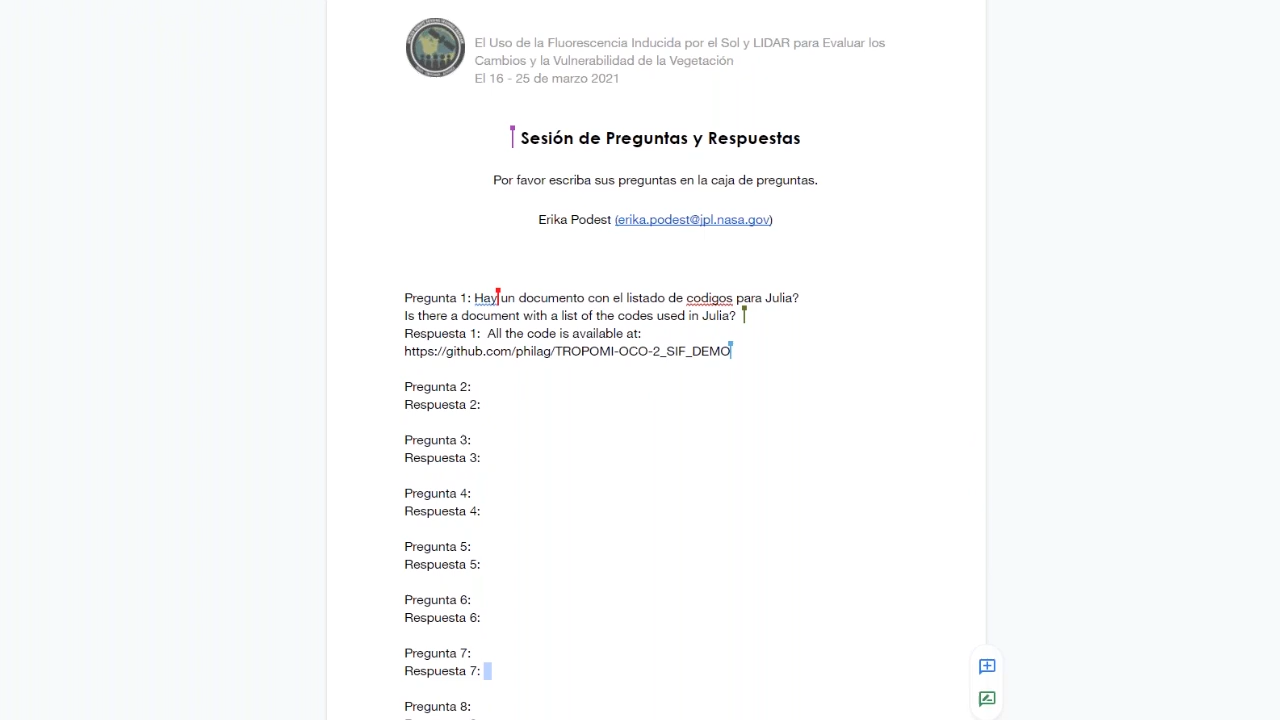 El Uso de la Fluorescencia Inducida por el Sol y LIDAR para Evaluar los
Cambios y la Vulnerabilidad de la Vegetación
El 16 - 25 de marzo 2021
Sesión de Preguntas y Respuestas
Por favor escriba sus preguntas en la caja de preguntas.
Erika Podest (erika.podest@jpl.nasa.gov)
Pregunta 1: Hay un documento con el listado de codigos para Julia?
Is there a document with a list of the codes used in Julia?
Respuesta 1: All the code is available at:
https://github.com/philag/TROPOMI-OCO-2_SIF_DEMO
Pregunta 2:
Respuesta 2:
Pregunta 3:
Respuesta 3:
Pregunta 4:
Respuesta 4:
Pregunta 5:
Respuesta 5:
Pregunta 6:
Respuesta 6:
Pregunta 7:
Respuesta 7:
Pregunta 8: